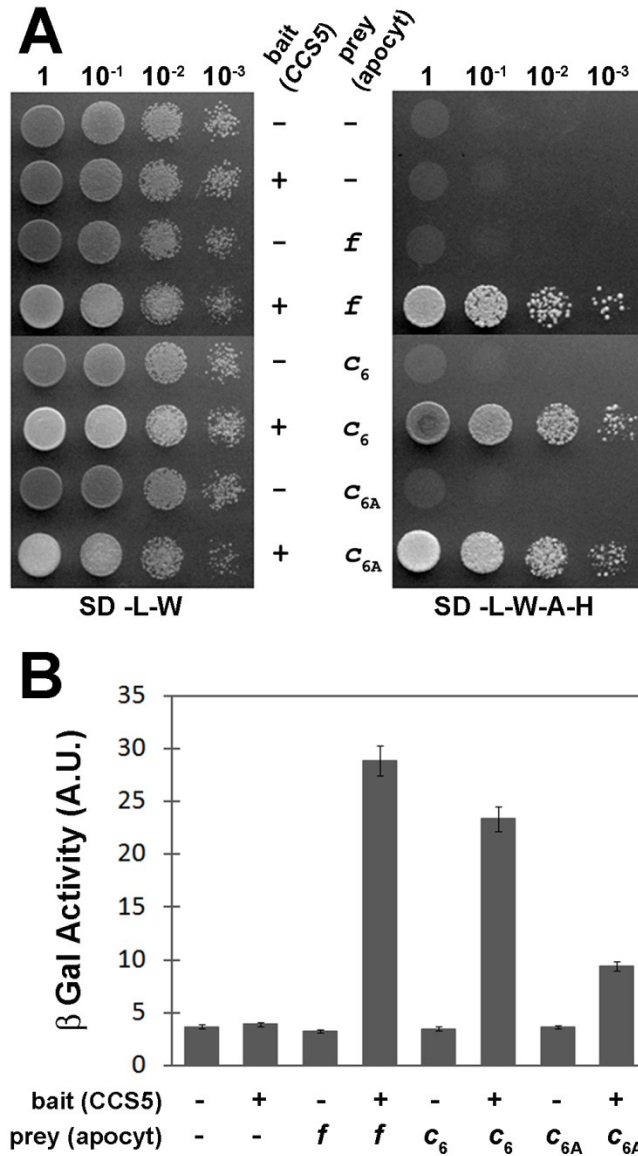 A
bait (CCS5)
prey (apocyt)
1 10⁻¹ 10⁻² 10⁻³ 1 10⁻¹ 10⁻² 10⁻³
- -
+ -
- f
+ f
- c₆
+ c₆
- c₆A
+ c₆A
SD -L-W SD -L-W-A-H
B
β Gal Activity (A.U.)
35
30
25
20
15
10
5
0
bait (CCS5) - + - + - + - +
prey (apocyt) - - f f c₆ c₆ c₆A c₆A